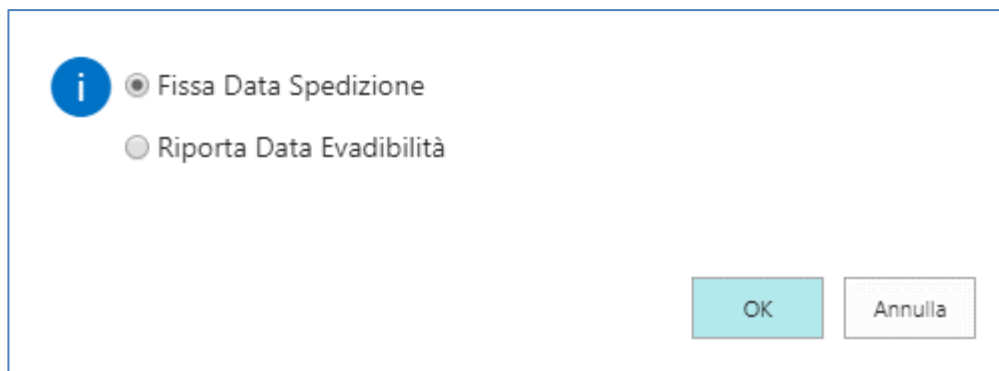 i
Fissa Data Spedizione
Riporta Data Evadibilità
OK
Annulla